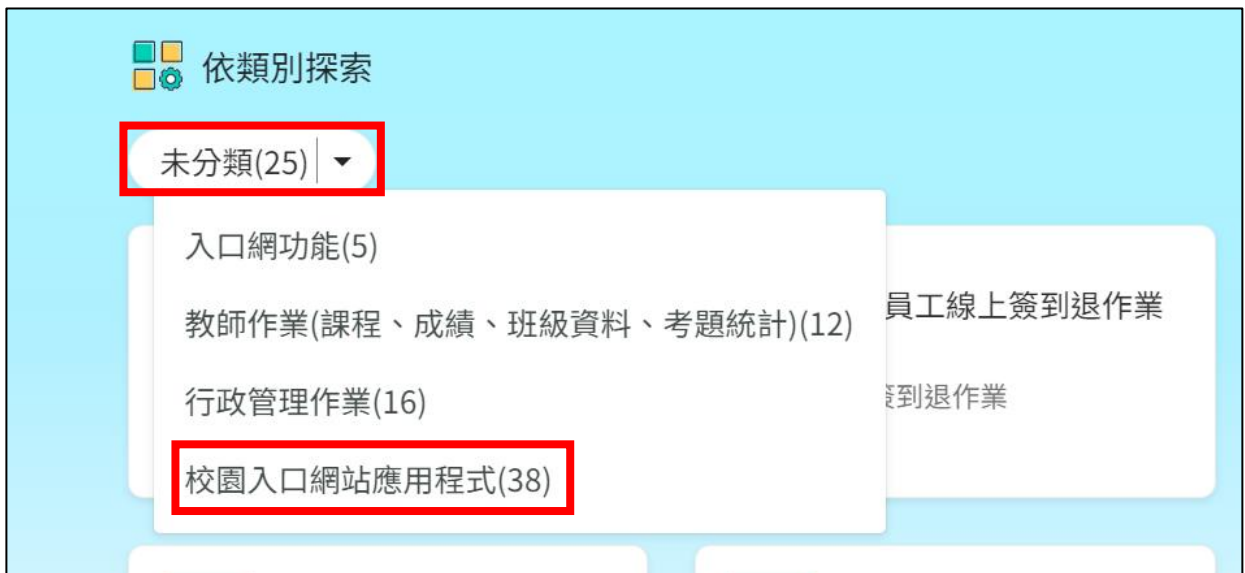 依類別探索
未分類(25)
入口網功能(5)
教師作業(課程、成績、班級資料、考題統計)(12)
員工線上簽到退作業
行政管理作業(16)
到退作業
校園入口網站應用程式(38)